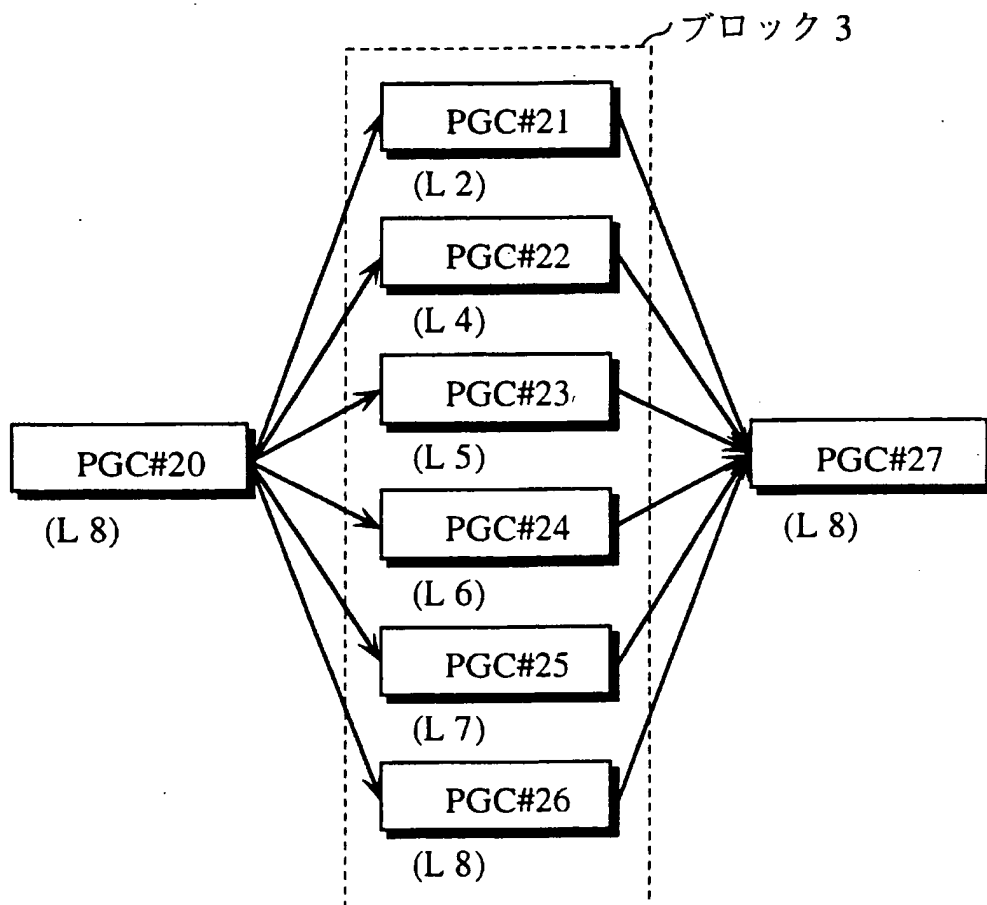 ブロック 3
PGC#21
(L 2)
PGC#22
(L 4)
PGC#23
(L 5)
PGC#20
(L 8)
PGC#27
(L 8)
PGC#24
(L 6)
PGC#25
(L 7)
PGC#26
(L 8)